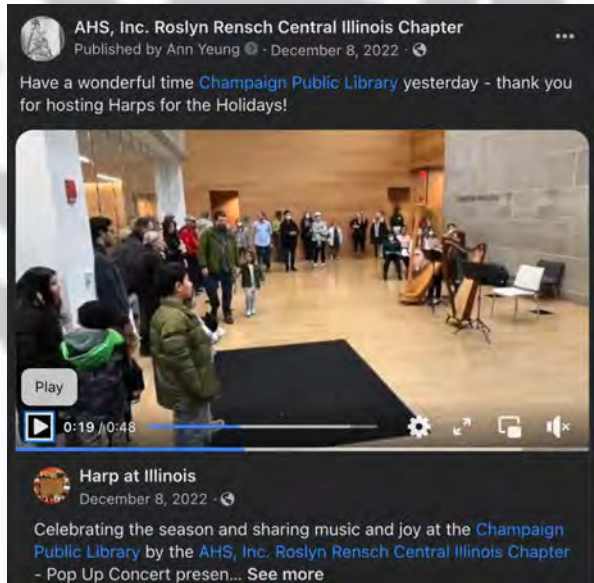 AHS, Inc. Roslyn Rensch Central Illinois Chapter
Published by Ann Yeung · December 8, 2022 ·
Have a wonderful time Champaign Public Library yesterday - thank you
for hosting Harps for the Holidays!
Play
0:19 / 0:48
Harp at Illinois
December 8, 2022 ·
Celebrating the season and sharing music and joy at the Champaign
Public Library by the AHS, Inc. Roslyn Rensch Central Illinois Chapter
- Pop Up Concert presen... See more